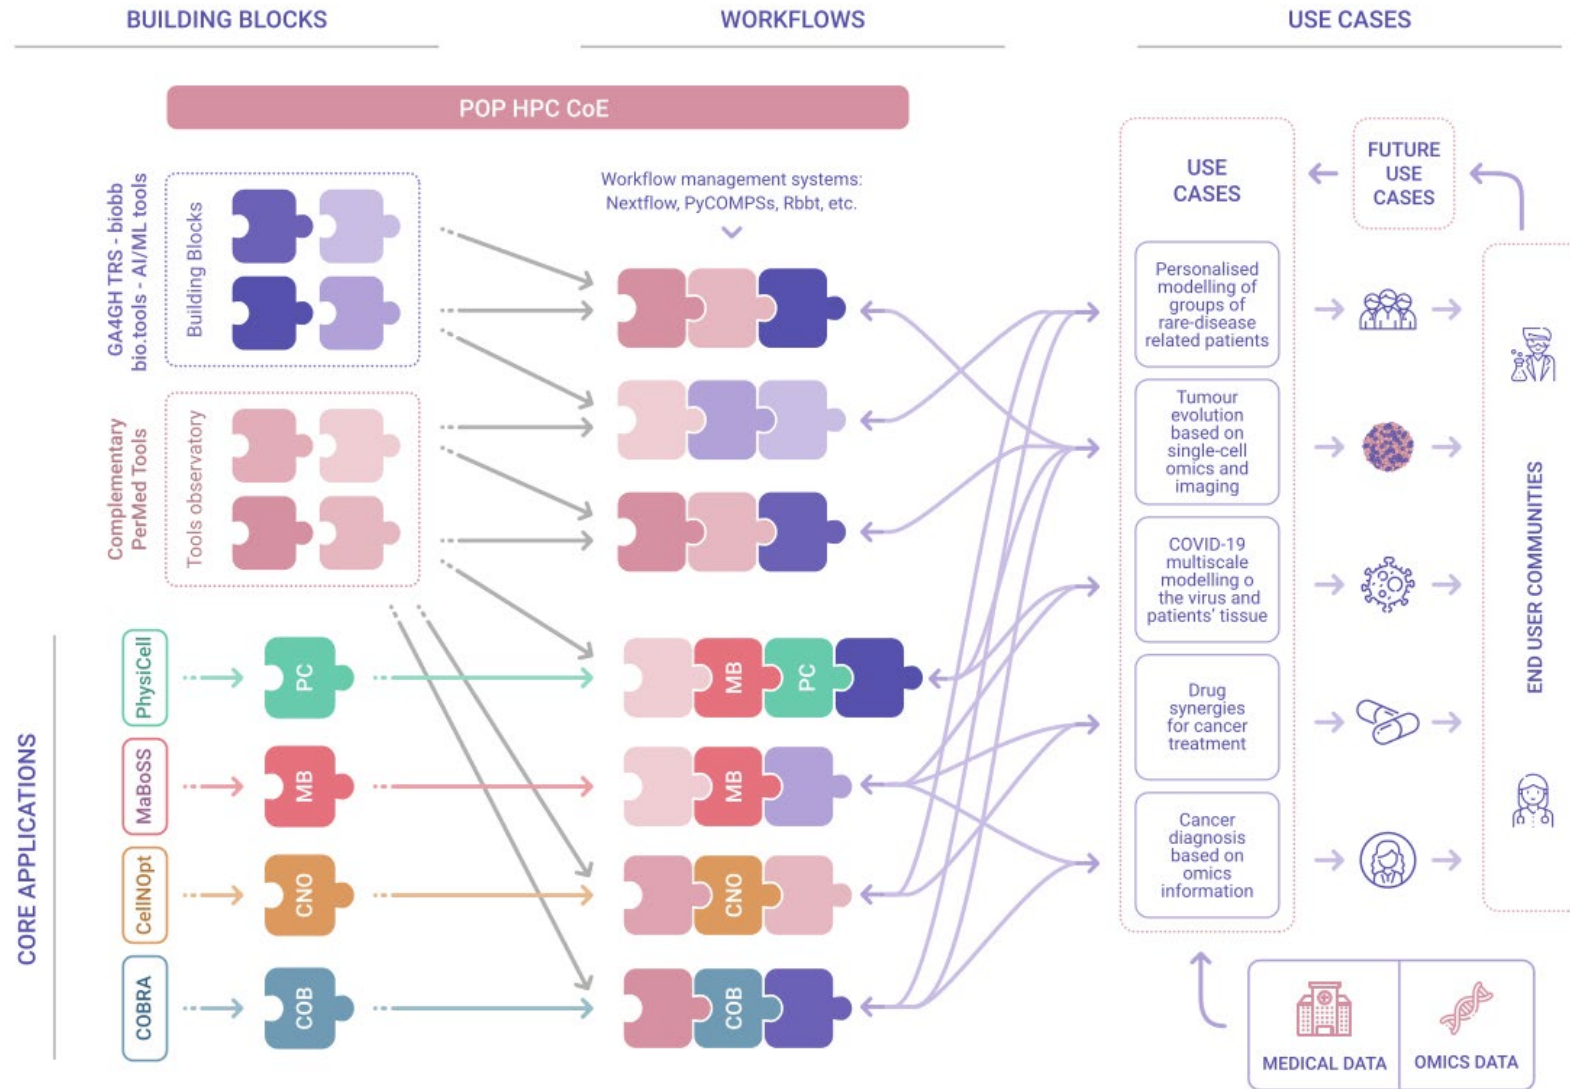 BUILDING BLOCKS
WORKFLOWS
USE CASES
POP HPC CoE
GA4GH TRS - biobb
bio.tools - AI/ML tools
Building Blocks
Complementary
PerMed Tools
Tools observatory
Workflow management systems:
Nextflow, PyCOMPSs, Rbbt, etc.
CORE APPLICATIONS
PhysiCell
PC
MB
PC
MaBoSS
MB
MB
CellNOpt
CNO
CNO
COBRA
COB
COB
USE
CASES
FUTURE
USE
CASES
Personalised
modelling of
groups of
rare-disease
related patients
Tumour
evolution
based on
single-cell
omics and
imaging
COVID-19
multiscale
modelling o
the virus and
patients' tissue
Drug
synergies
for cancer
treatment
Cancer
diagnosis
based on
omics
information
END USER COMMUNITIES
MEDICAL DATA
OMICS DATA